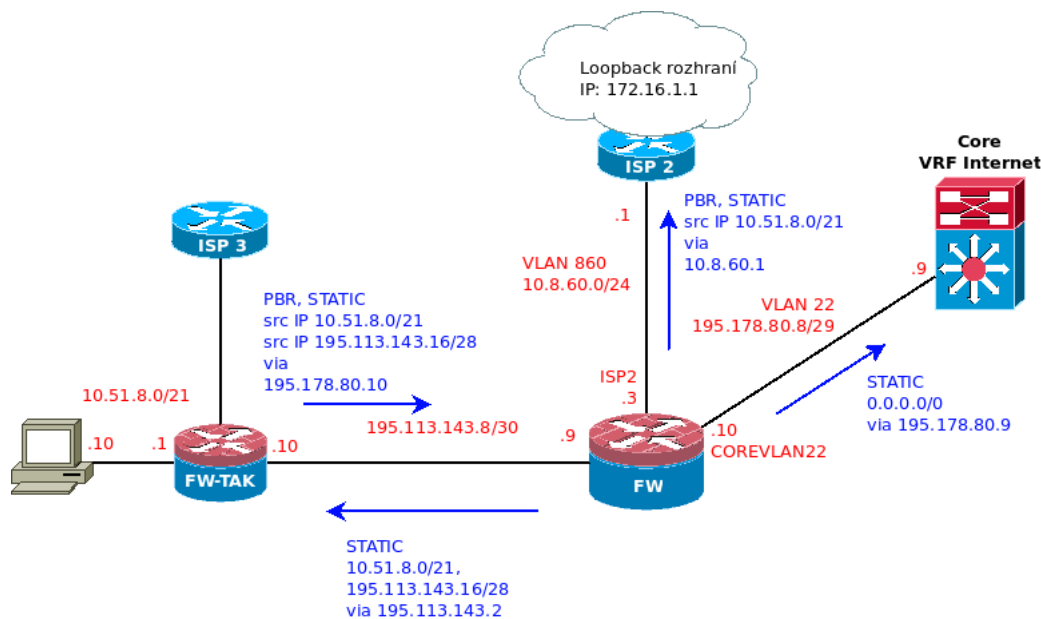 Loopback rozhraní
IP: 172.16.1.1
ISP 2
Core
VRF Internet
ISP 3
.1
PBR, STATIC
src IP 10.51.8.0/21
via
10.8.60.1
VLAN 860
10.8.60.0/24
.9
VLAN 22
195.178.80.8/29
PBR, STATIC
src IP 10.51.8.0/21
src IP 195.113.143.16/28
via
195.178.80.10
ISP2
.3
STATIC
0.0.0.0/0
via 195.178.80.9
10.51.8.0/21
195.113.143.8/30
.10
.1
.10
.9
.10
COREVLAN22
FW-TAK
FW
STATIC
10.51.8.0/21,
195.113.143.16/28
via 195.113.143.2